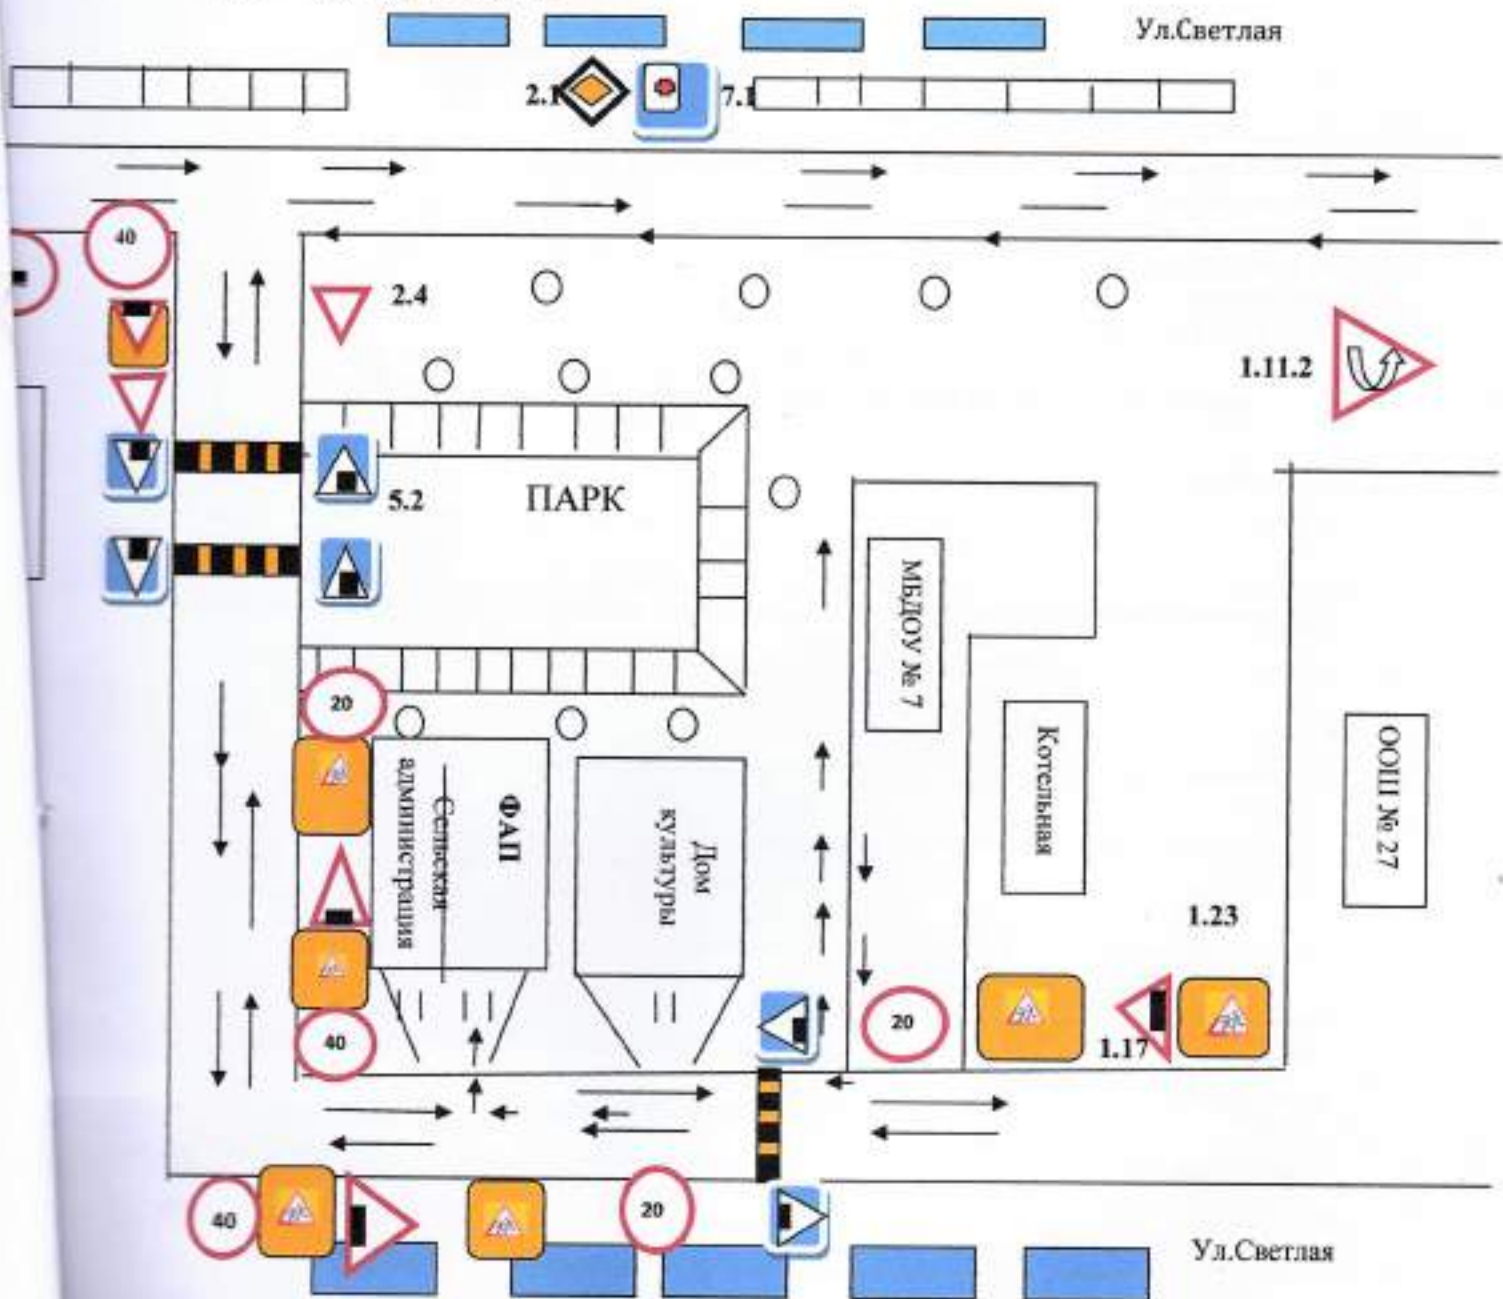 Ул.Светлая
2.1
7.1
40
2.4
1.11.2
5.2
ПАРК
МБДОУ № 7
20
ФАП
Сельская
администрация
Дом
культуры
Котельная
ООШ № 27
1.23
40
20
1.17
40
20
Ул.Светлая